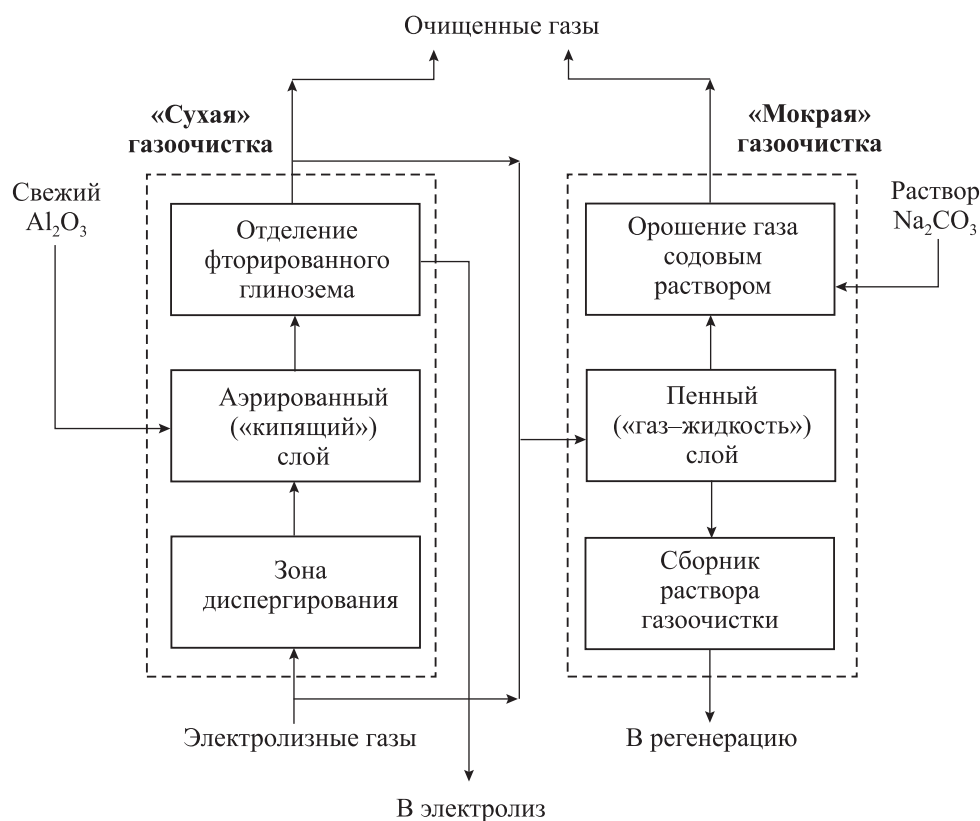 Очищенные газы
«Сухая»
газоочистка
«Мокрая»
газоочистка
Свежий
Al₂O₃
Раствор
Na₂CO₃
Отделение
фторированного
глинозема
Орошение газа
содовым
раствором
Аэрированный
(«кипящий»)
слой
Пенный
(«газ–жидкость»)
слой
Зона
диспергирования
Сборник
раствора
газоочистки
Электролизные газы
В регенерацию
В электролиз